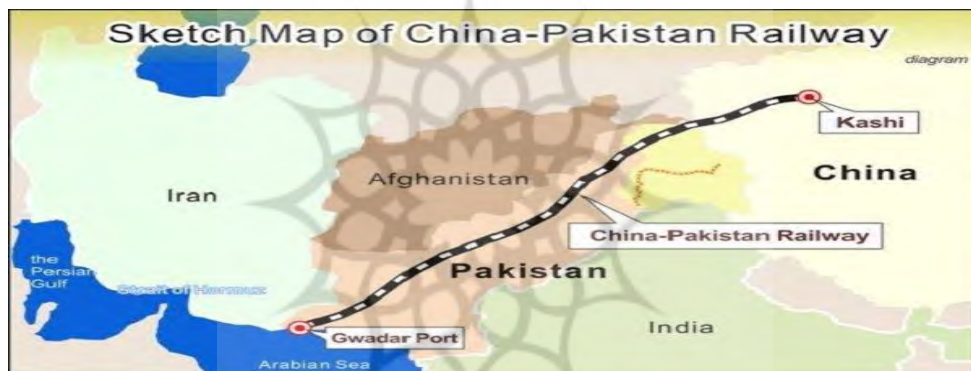 Sketch Map of China-Pakistan Railway
diagram
Kashi
China
Afghanistan
Iran
China-Pakistan Railway
Pakistan
the
Persian
Gulf
Strait of Hormuz
India
Gwadar Port
Arabian Sea